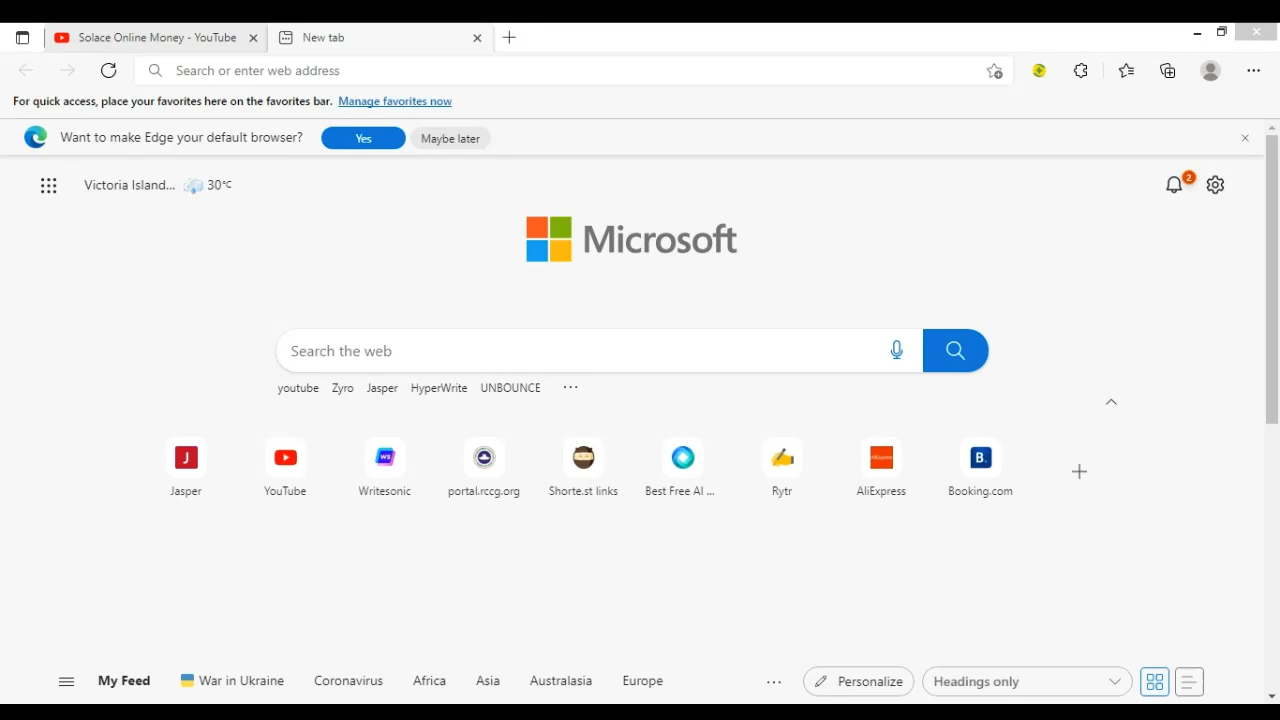 Solace Online Money - YouTube
New tab
Search or enter web address
For quick access, place your favorites here on the favorites bar. Manage favorites now
Want to make Edge your default browser? Yes Maybe later
Victoria Island... 30°C
2
Microsoft
Search the web
youtube Zyro Jasper HyperWrite UNBOUNCE ...
J WS AliExpress B.
Jasper YouTube Writesonic portal.rccg.org Shorte.st links Best Free AI ... Rytr AliExpress Booking.com
My Feed War in Ukraine Coronavirus Africa Asia Australasia Europe ... Personalize Headings only